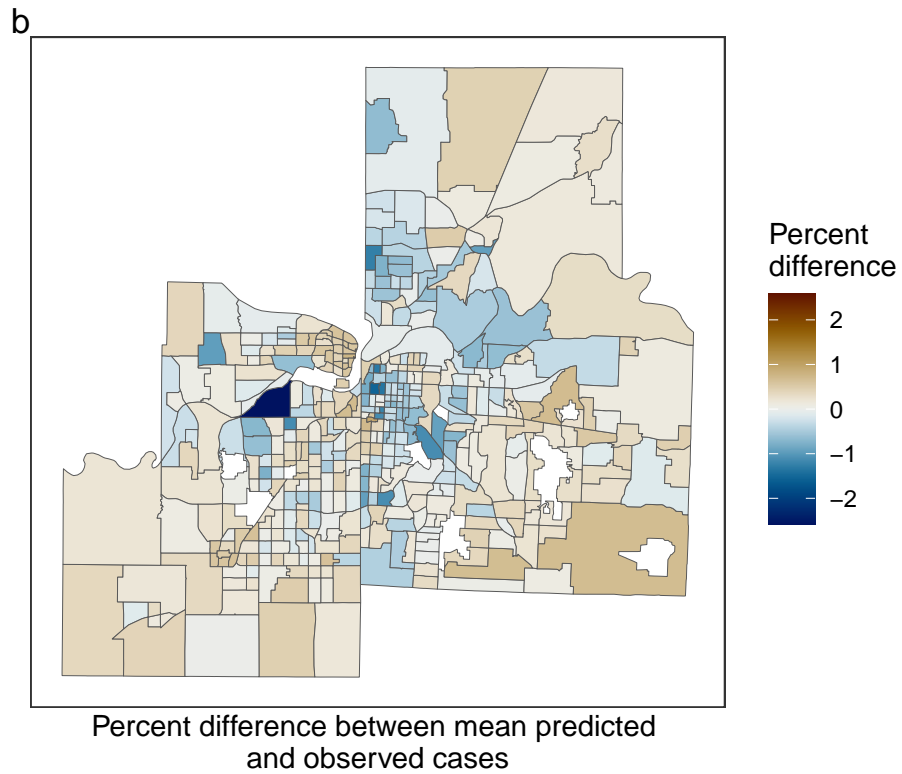 b
Percent
difference
2
1
0
−1
−2
Percent difference between mean predicted
and observed cases